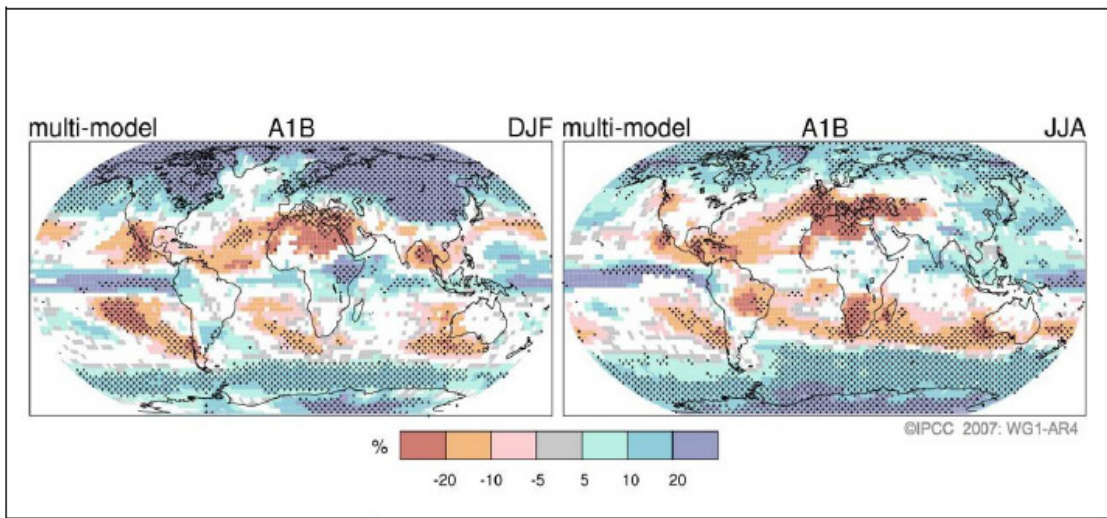 multi-model A1B DJF
multi-model A1B JJA
©IPCC 2007: WG1-AR4
%
-20 -10 -5 5 10 20